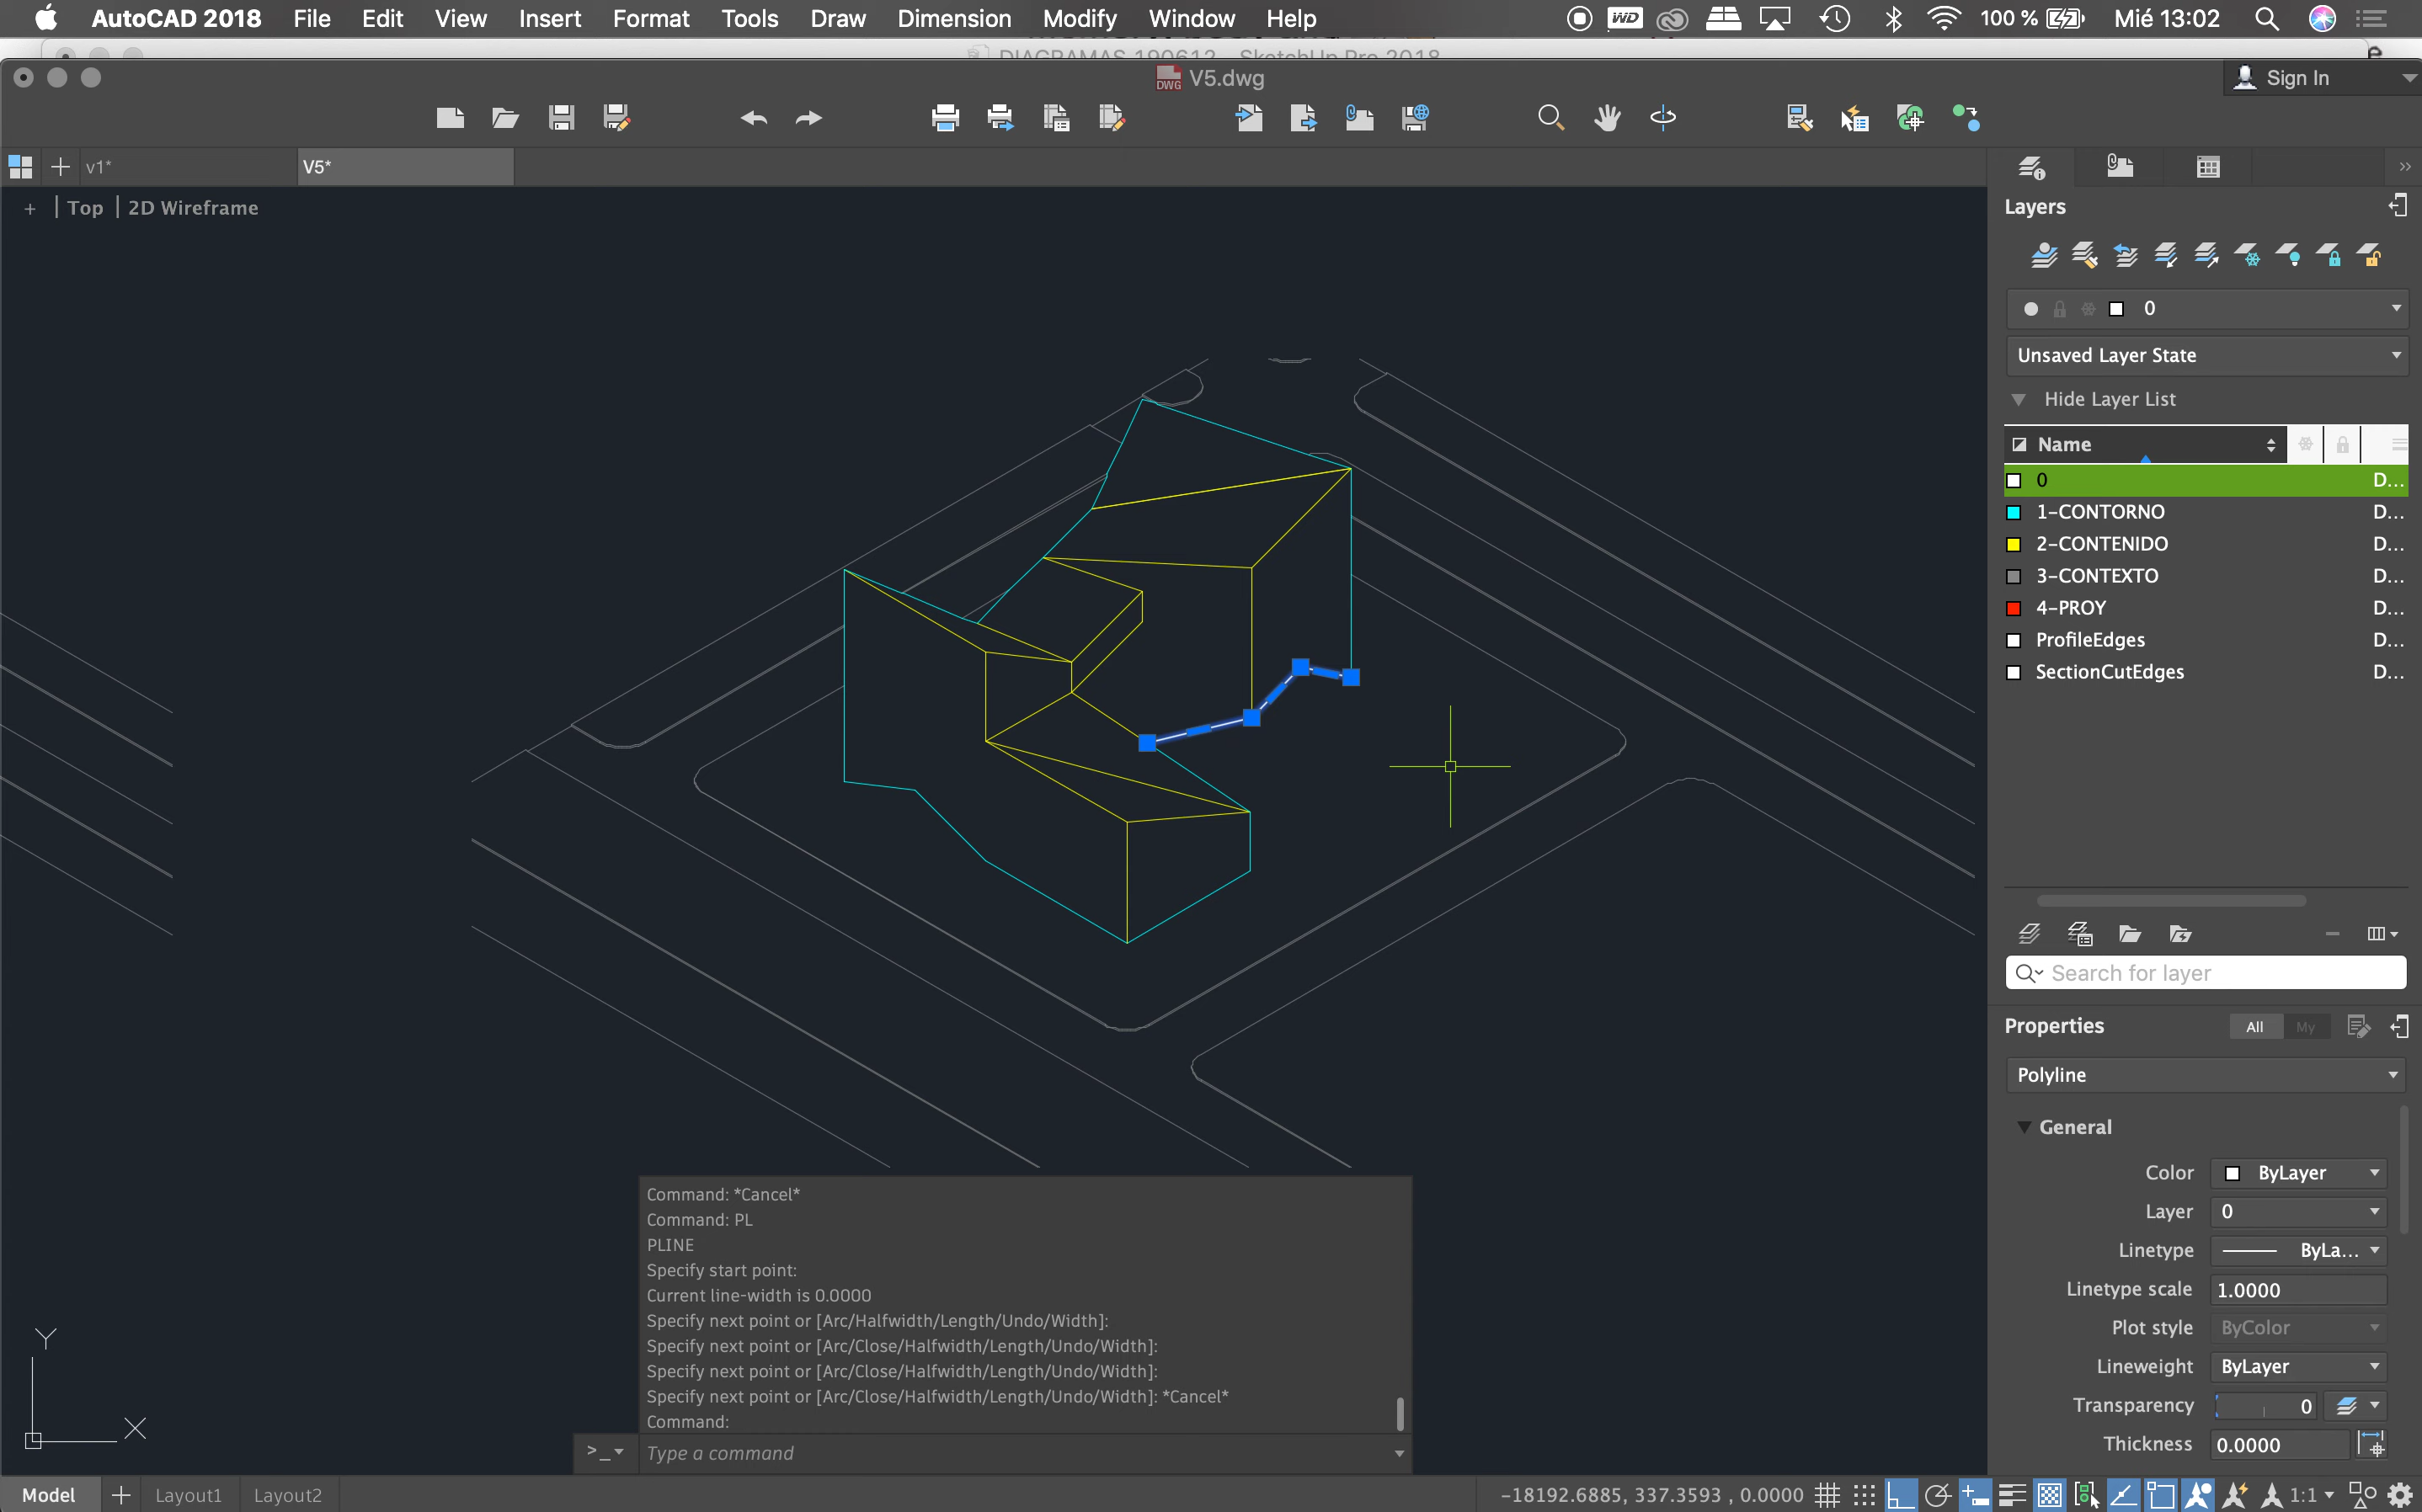 AutoCAD 2018 File Edit View Insert Format Tools Draw Dimension Modify Window Help WD 100 % Mié 13:02
DIAGRAMAS 190612 - SketchUp Pro 2018
DWG V5.dwg Sign In
v1* V5*
+ | Top | 2D Wireframe
Layers
0
Unsaved Layer State
Hide Layer List
Name
0 D...
1-CONTORNO D...
2-CONTENIDO D...
3-CONTEXTO D...
4-PROY D...
ProfileEdges D...
SectionCutEdges D...
Search for layer
Properties All My
Polyline
General
Color ByLayer
Layer 0
Linetype ByLa...
Linetype scale 1.0000
Plot style ByColor
Lineweight ByLayer
Transparency 0
Thickness 0.0000
Command: *Cancel*
Command: PL
PLINE
Specify start point:
Current line-width is 0.0000
Specify next point or [Arc/Halfwidth/Length/Undo/Width]:
Specify next point or [Arc/Close/Halfwidth/Length/Undo/Width]:
Specify next point or [Arc/Close/Halfwidth/Length/Undo/Width]:
Specify next point or [Arc/Close/Halfwidth/Length/Undo/Width]: *Cancel*
Command:
>_ Type a command
Y
X
Model + Layout1 Layout2 -18192.6885, 337.3593 , 0.0000 1:1